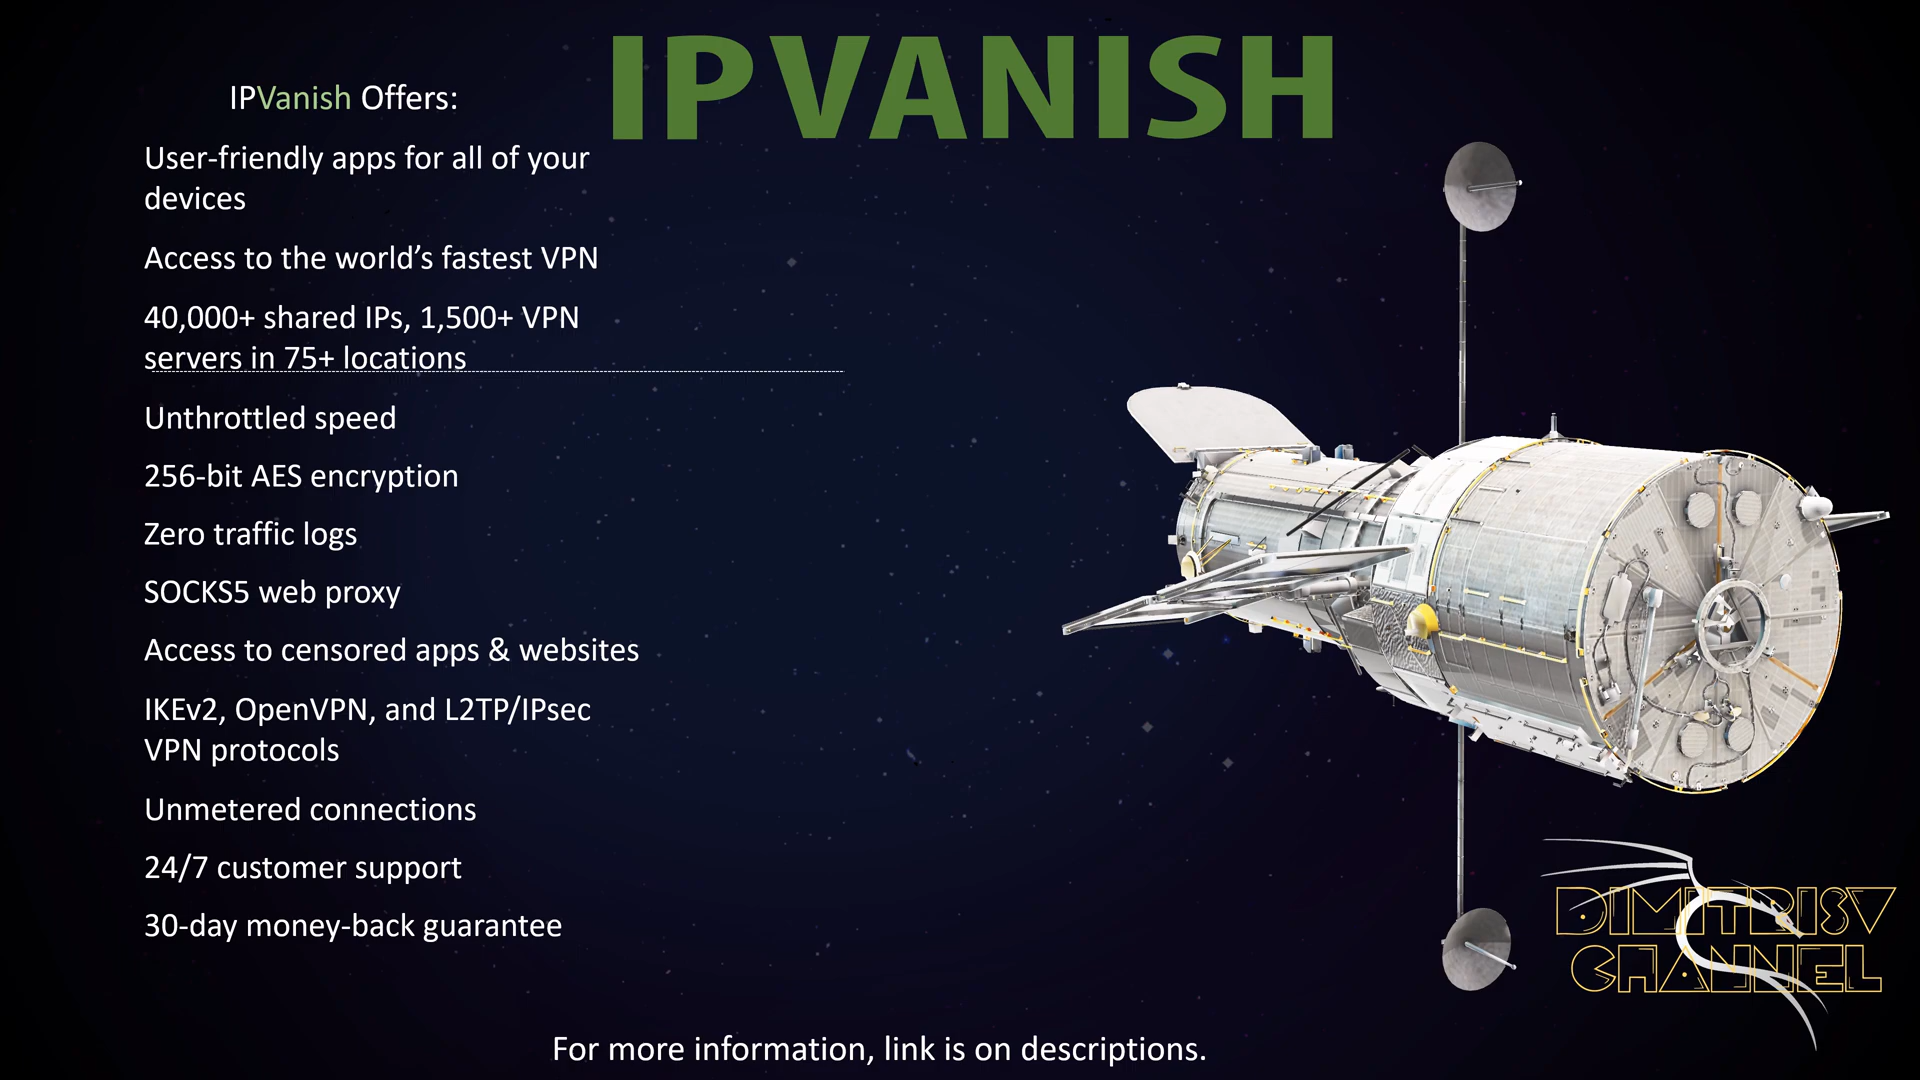 IPVANISH
IPVanish Offers:
User-friendly apps for all of your
devices
Access to the world’s fastest VPN
40,000+ shared IPs, 1,500+ VPN
servers in 75+ locations
Unthrottled speed
256-bit AES encryption
Zero traffic logs
SOCKS5 web proxy
Access to censored apps & websites
IKEv2, OpenVPN, and L2TP/IPsec
VPN protocols
Unmetered connections
24/7 customer support
30-day money-back guarantee
DIMITRISV
CHANNEL
For more information, link is on descriptions.